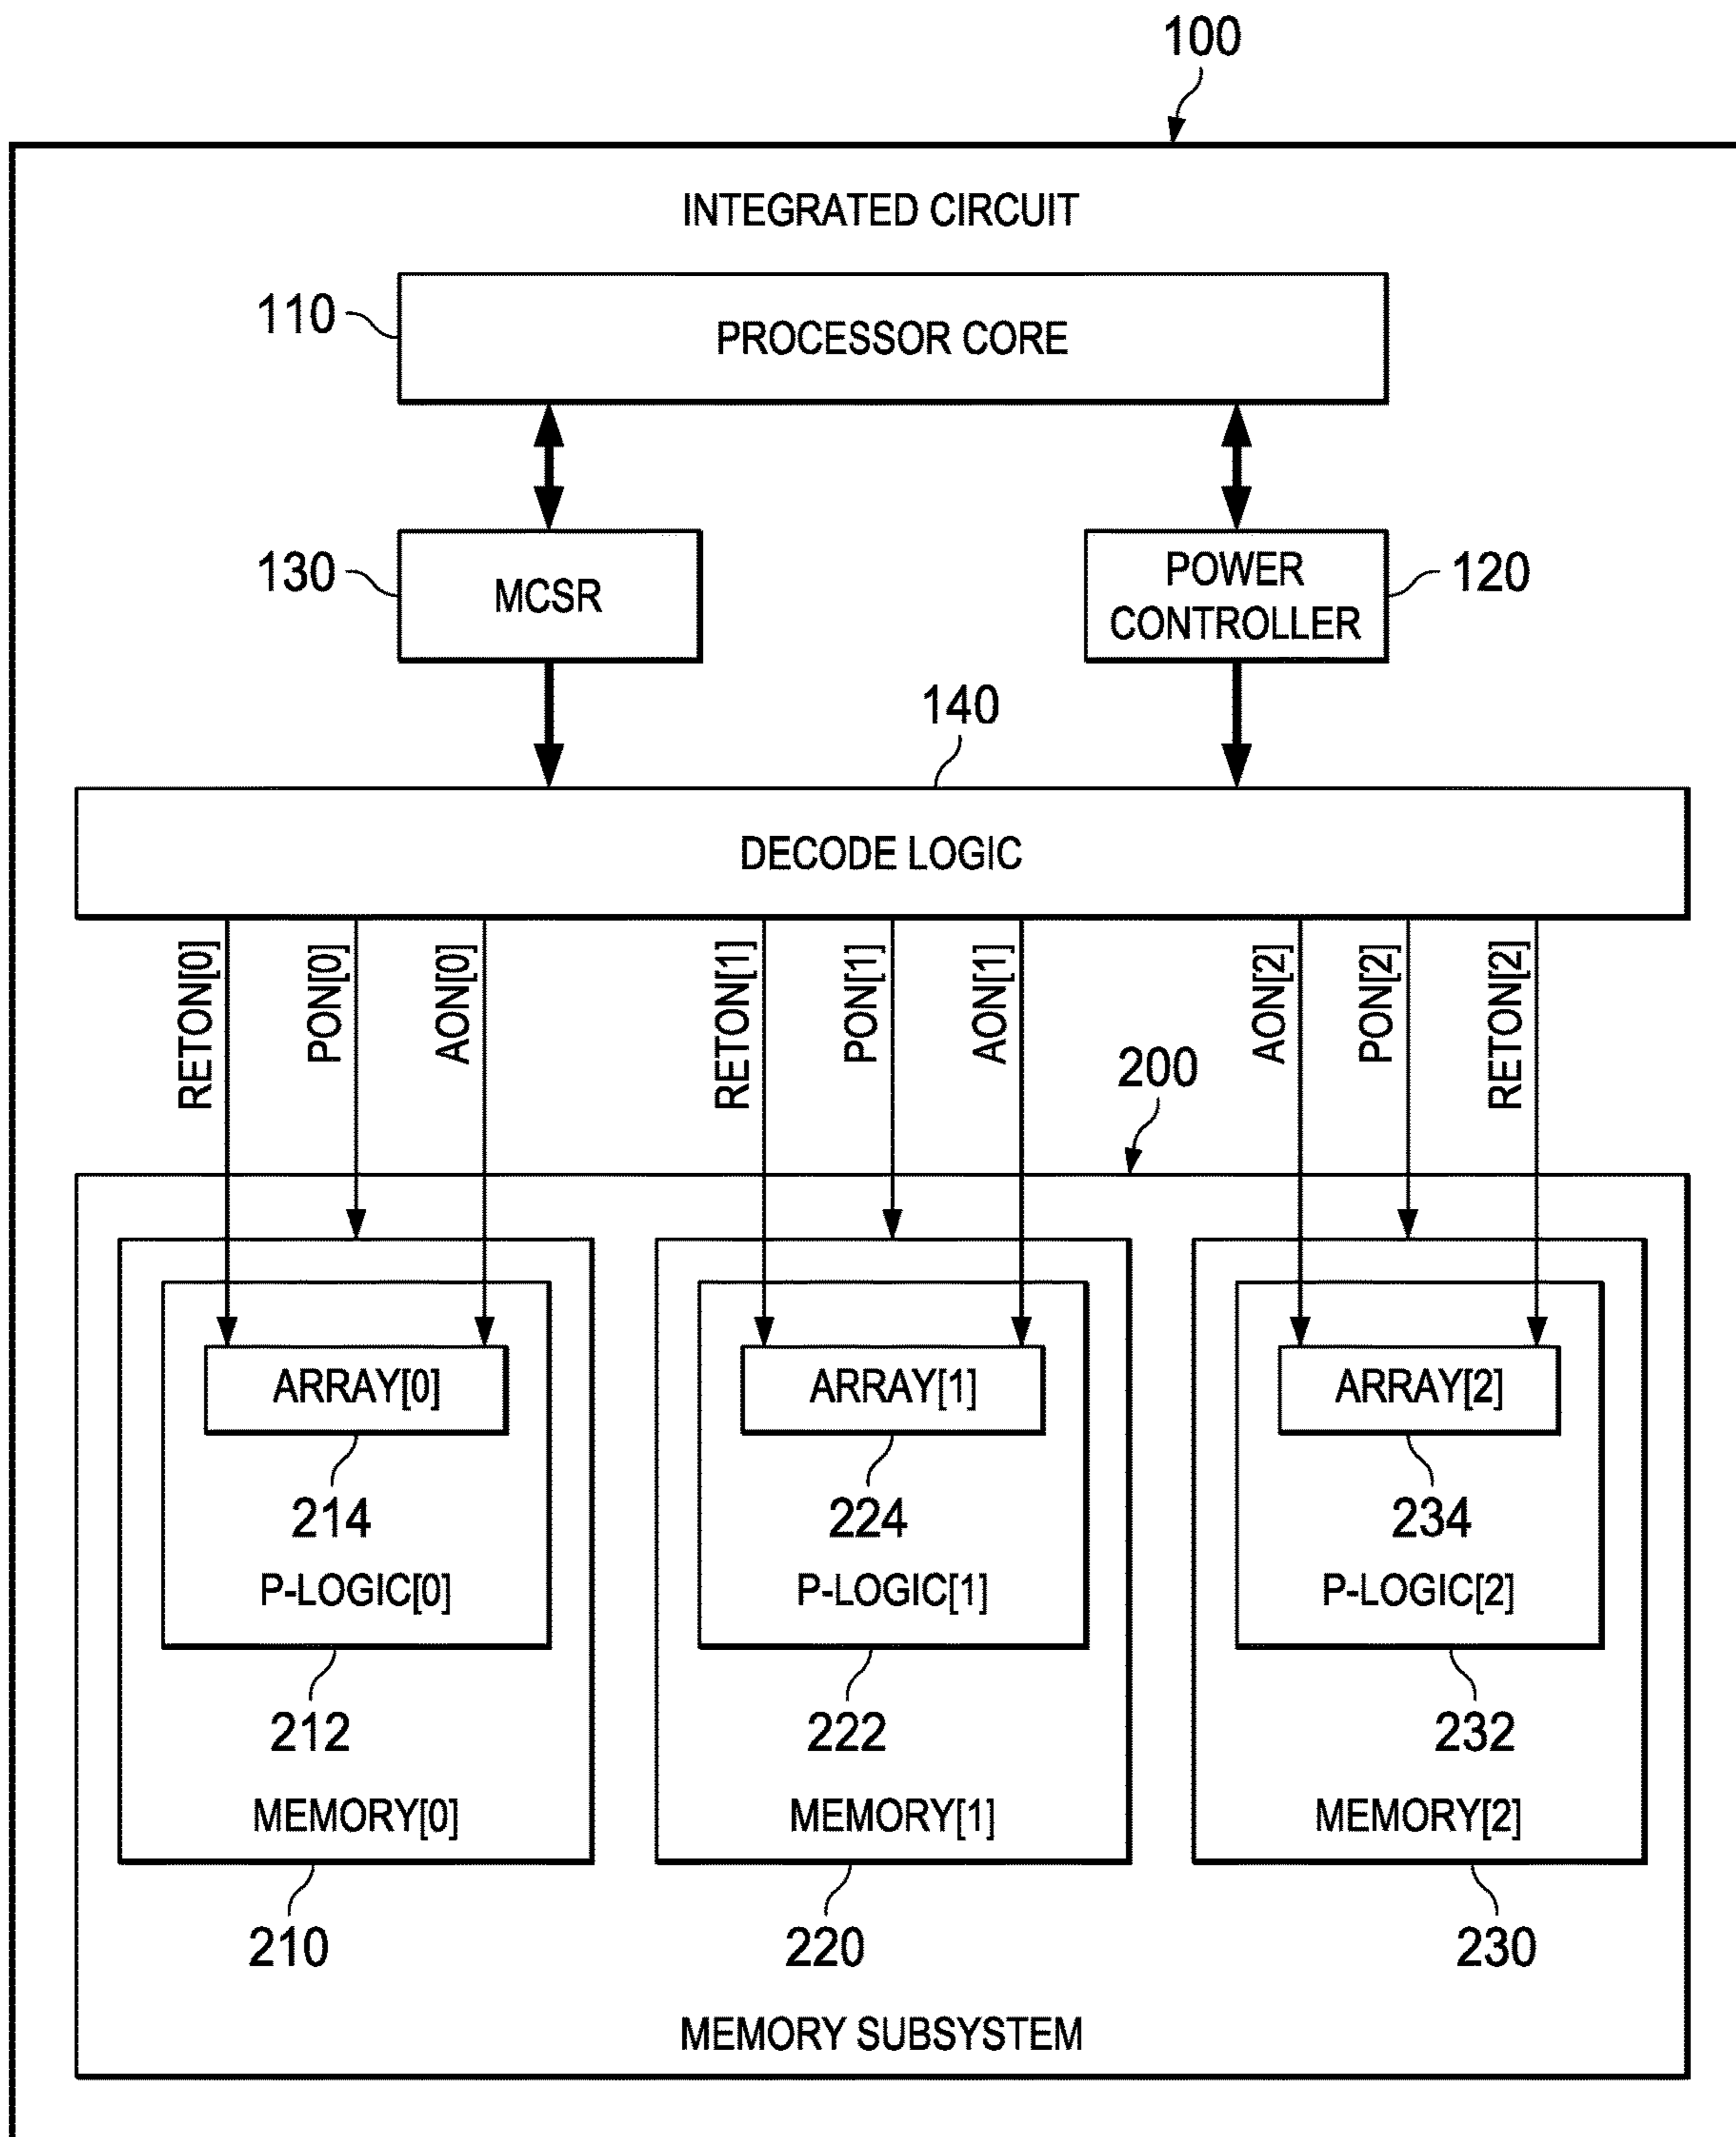 100
INTEGRATED CIRCUIT
110
PROCESSOR CORE
130
MCSR
POWER
CONTROLLER
120
140
DECODE LOGIC
RETON[0]
PON[0]
AON[0]
RETON[1]
PON[1]
AON[1]
AON[2]
PON[2]
RETON[2]
200
ARRAY[0]
ARRAY[1]
ARRAY[2]
214
224
234
P-LOGIC[0]
P-LOGIC[1]
P-LOGIC[2]
212
222
232
MEMORY[0]
MEMORY[1]
MEMORY[2]
210
220
230
MEMORY SUBSYSTEM